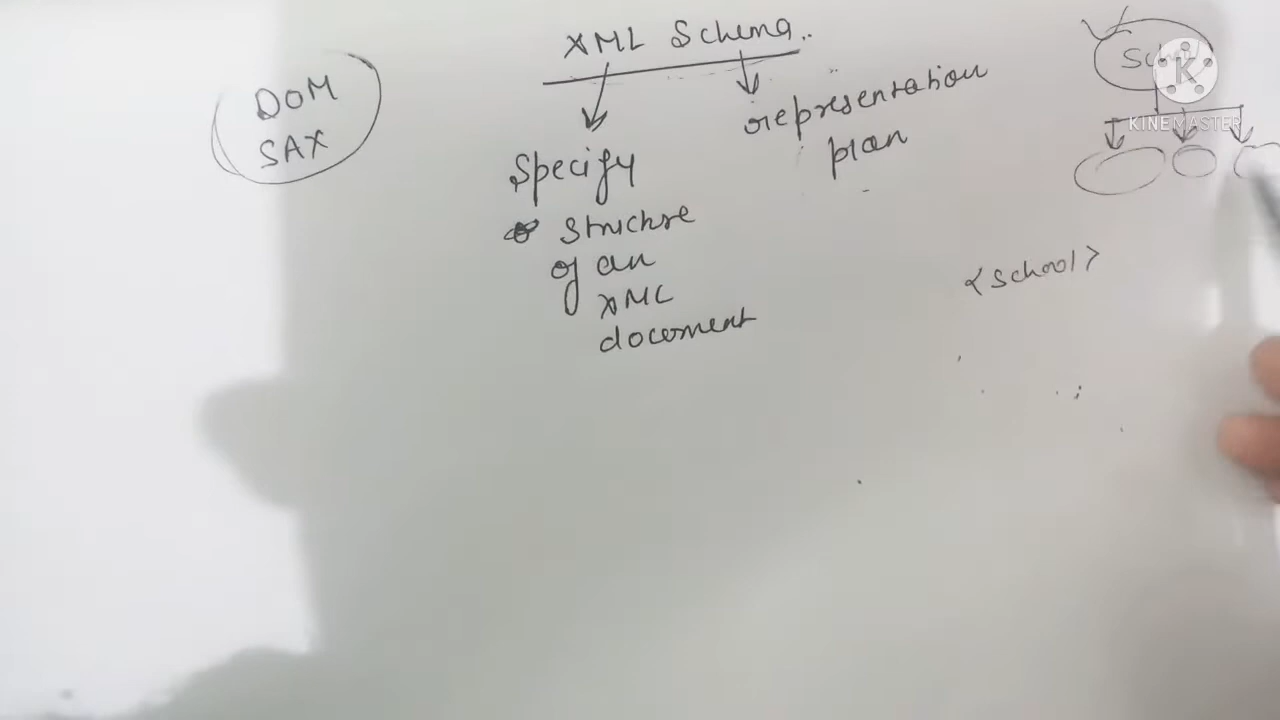 XML Schema.
DOM
SAX
Specify
structure
of an
XML
document
representation
plan
KINEMASTER
<school>